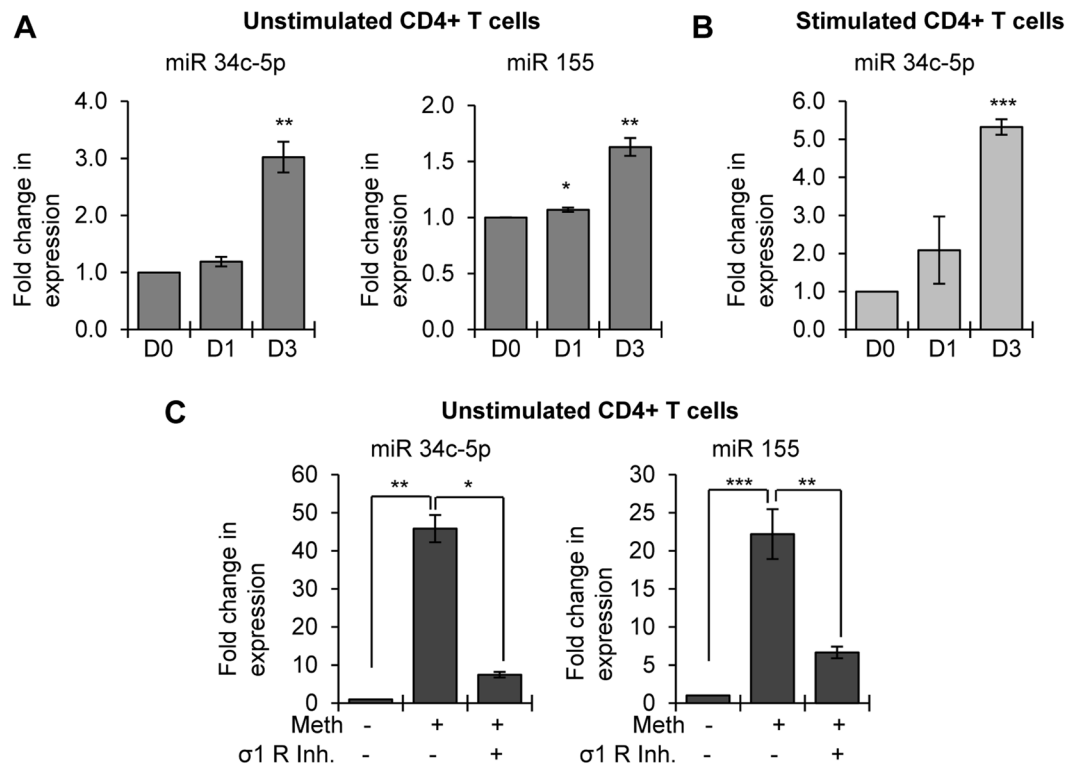 A
Unstimulated CD4+ T cells
miR 34c-5p
Fold change in
expression
4.0
3.0
2.0
1.0
0.0
**
D0 D1 D3
miR 155
Fold change in
expression
2.0
1.5
1.0
0.5
0.0
*
**
D0 D1 D3
B
Stimulated CD4+ T cells
miR 34c-5p
Fold change in
expression
6.0
5.0
4.0
3.0
2.0
1.0
0.0
***
D0 D1 D3
C
Unstimulated CD4+ T cells
miR 34c-5p
Fold change in
expression
60
50
40
30
20
10
0
** *
Meth - + +
σ1 R Inh. - - +
miR 155
Fold change in
expression
30
25
20
15
10
5
0
*** **
- + +
- - +